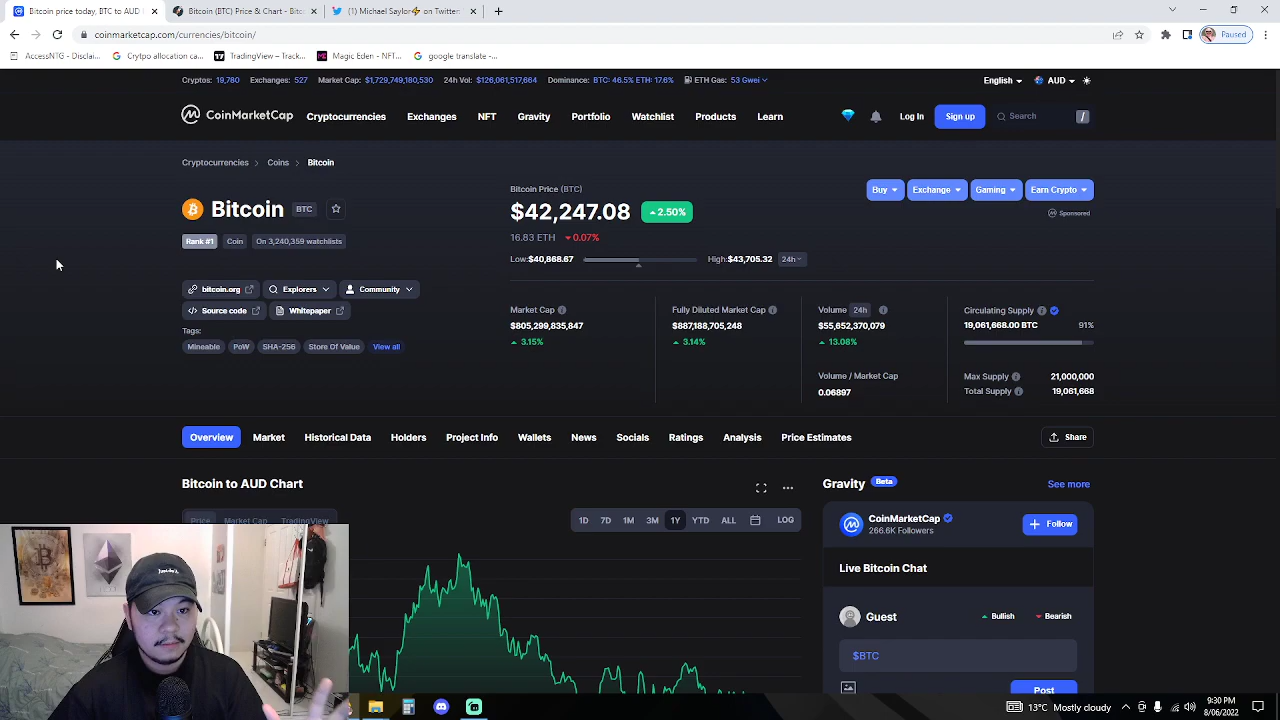 Bitcoin price today, BTC to AUD
Bitcoin (BTC) Price & Chart - Bitc
(1) Michael Saylor⚡ on Twitter
coinmarketcap.com/currencies/bitcoin/
Paused
AccessNTG - Disclai...
Crytpo allocation ca...
TradingView – Track...
Magic Eden - NFT...
google translate -...
Cryptos: 19,780 Exchanges: 527 Market Cap: $1,729,749,180,530 24h Vol: $126,061,517,664 Dominance: BTC: 46.5% ETH: 17.6% ETH Gas: 53 Gwei
English
AUD
CoinMarketCap
Cryptocurrencies Exchanges NFT Gravity Portfolio Watchlist Products Learn
Log In
Sign up
Search
/
Cryptocurrencies > Coins > Bitcoin
Bitcoin BTC
Rank #1 Coin On 3,240,359 watchlists
bitcoin.org Explorers Community
Source code Whitepaper
Tags:
Mineable PoW SHA-256 Store Of Value View all
Bitcoin Price (BTC)
$42,247.08 2.50%
16.83 ETH 0.07%
Low:$40,868.67 High:$43,705.32 24h
Buy Exchange Gaming Earn Crypto
Sponsored
Market Cap
$805,299,835,847
3.15%
Fully Diluted Market Cap
$887,188,705,248
3.14%
Volume 24h
$55,652,370,079
13.08%
Volume / Market Cap
0.06897
Circulating Supply
19,061,668.00 BTC 91%
Max Supply 21,000,000
Total Supply 19,061,668
Overview Market Historical Data Holders Project Info Wallets News Socials Ratings Analysis Price Estimates
Share
Bitcoin to AUD Chart
Price Market Cap TradingView
1D 7D 1M 3M 1Y YTD ALL LOG
Gravity Beta
See more
CoinMarketCap
266.6K Followers
Follow
Live Bitcoin Chat
Guest
Bullish Bearish
$BTC
Post
13°C Mostly cloudy
9:30 PM
8/06/2022